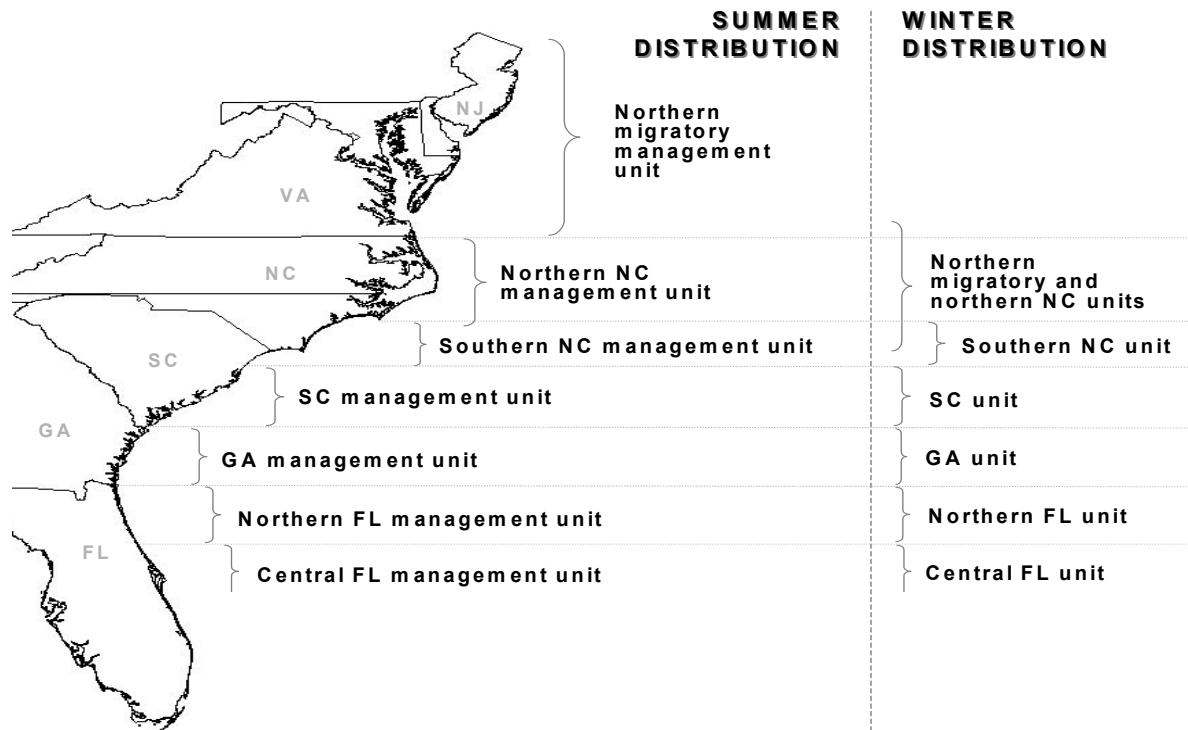 SUMMER
DISTRIBUTION
WINTER
DISTRIBUTION
NJ
Northern
migratory
management
unit
VA
NC
Northern NC
management unit
Northern
migratory and
northern NC units
Southern NC management unit
Southern NC unit
SC
SC management unit
SC unit
GA
GA management unit
GA unit
Northern FL management unit
Northern FL unit
FL
Central FL management unit
Central FL unit